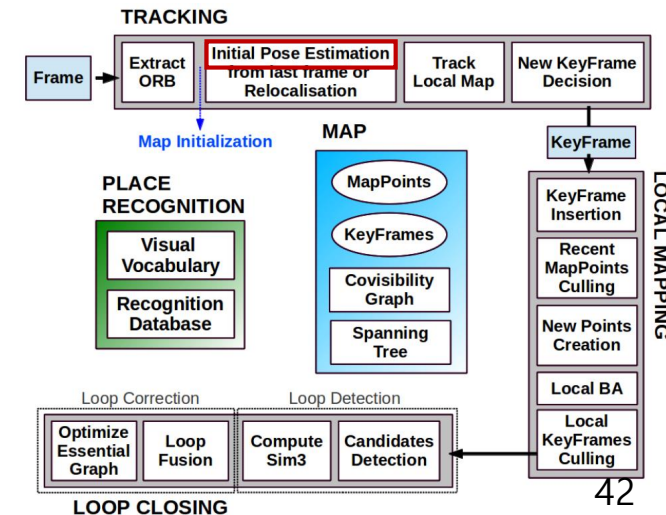 TRACKING
Frame
Extract
ORB
Initial Pose Estimation
from last frame or
Relocalisation
Track
Local Map
New KeyFrame
Decision
Map Initialization
KeyFrame
MAP
MapPoints
KeyFrames
Covisibility
Graph
Spanning
Tree
PLACE
RECOGNITION
Visual
Vocabulary
Recognition
Database
LOCAL MAPPING
KeyFrame
Insertion
Recent
MapPoints
Culling
New Points
Creation
Local BA
Local
KeyFrames
Culling
Loop Correction
Loop Detection
Optimize
Essential
Graph
Loop
Fusion
Compute
Sim3
Candidates
Detection
LOOP CLOSING
42